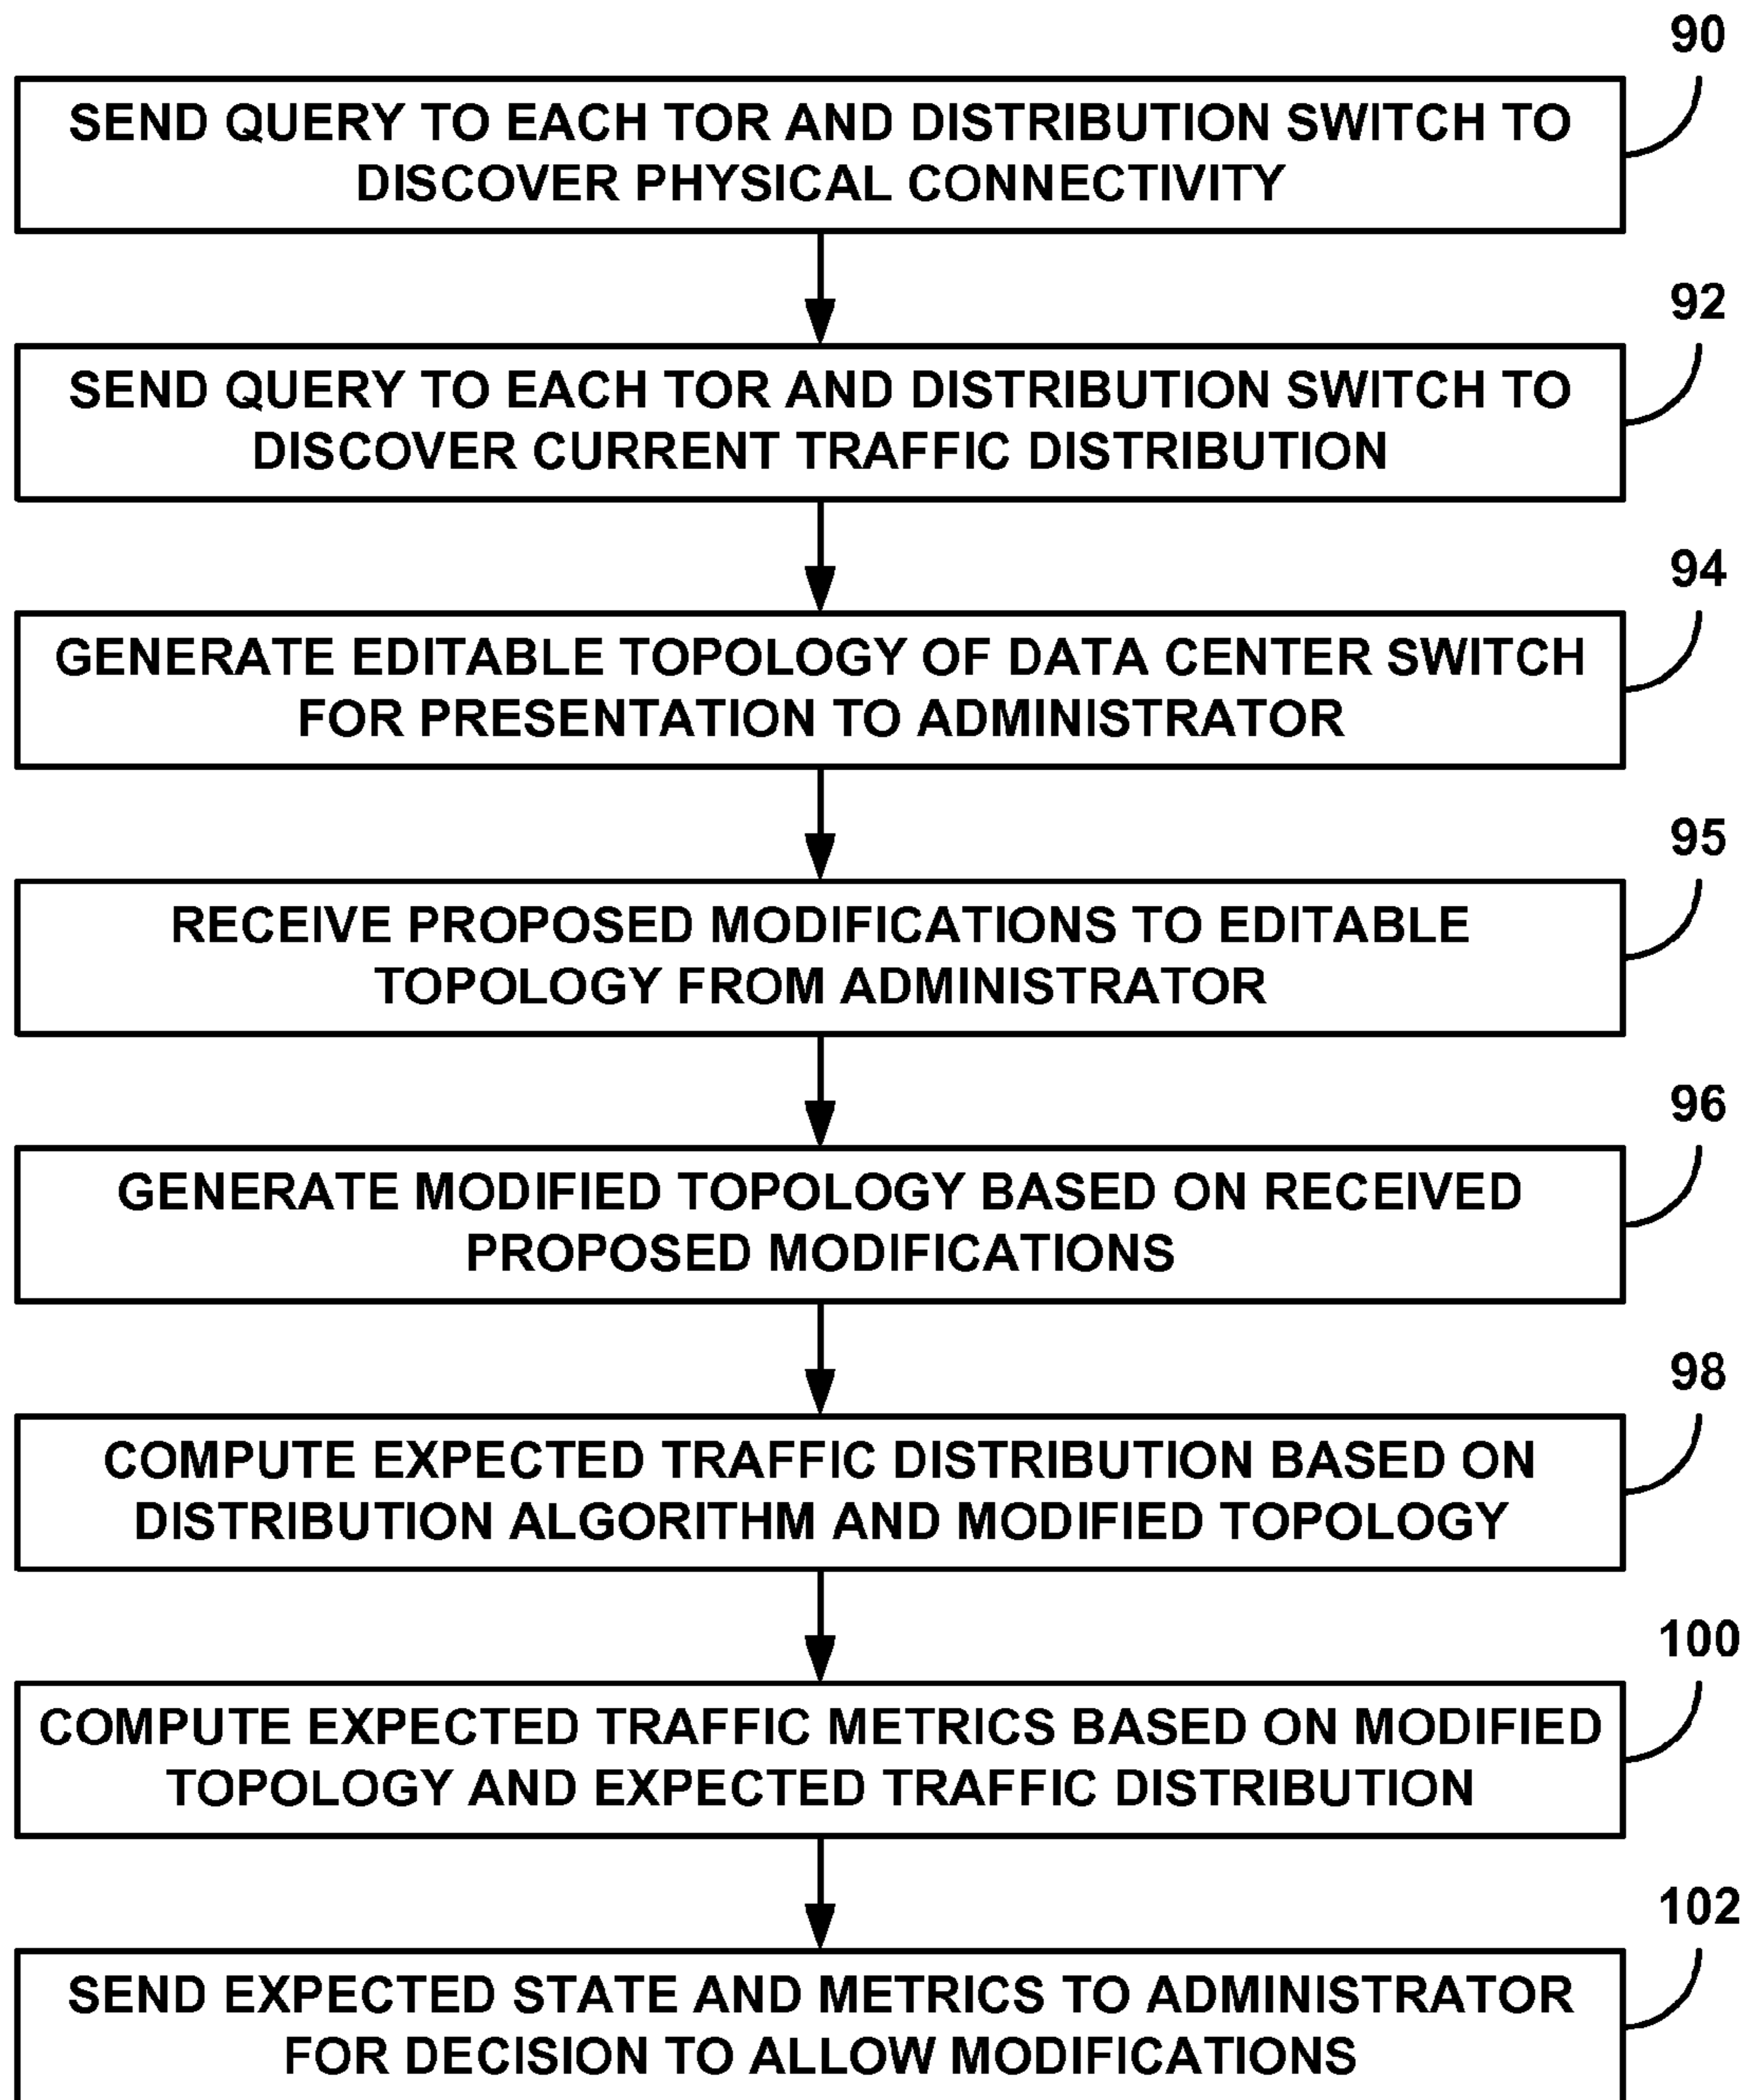 90
SEND QUERY TO EACH TOR AND DISTRIBUTION SWITCH TO
DISCOVER PHYSICAL CONNECTIVITY
92
SEND QUERY TO EACH TOR AND DISTRIBUTION SWITCH TO
DISCOVER CURRENT TRAFFIC DISTRIBUTION
94
GENERATE EDITABLE TOPOLOGY OF DATA CENTER SWITCH
FOR PRESENTATION TO ADMINISTRATOR
95
RECEIVE PROPOSED MODIFICATIONS TO EDITABLE
TOPOLOGY FROM ADMINISTRATOR
96
GENERATE MODIFIED TOPOLOGY BASED ON RECEIVED
PROPOSED MODIFICATIONS
98
COMPUTE EXPECTED TRAFFIC DISTRIBUTION BASED ON
DISTRIBUTION ALGORITHM AND MODIFIED TOPOLOGY
100
COMPUTE EXPECTED TRAFFIC METRICS BASED ON MODIFIED
TOPOLOGY AND EXPECTED TRAFFIC DISTRIBUTION
102
SEND EXPECTED STATE AND METRICS TO ADMINISTRATOR
FOR DECISION TO ALLOW MODIFICATIONS